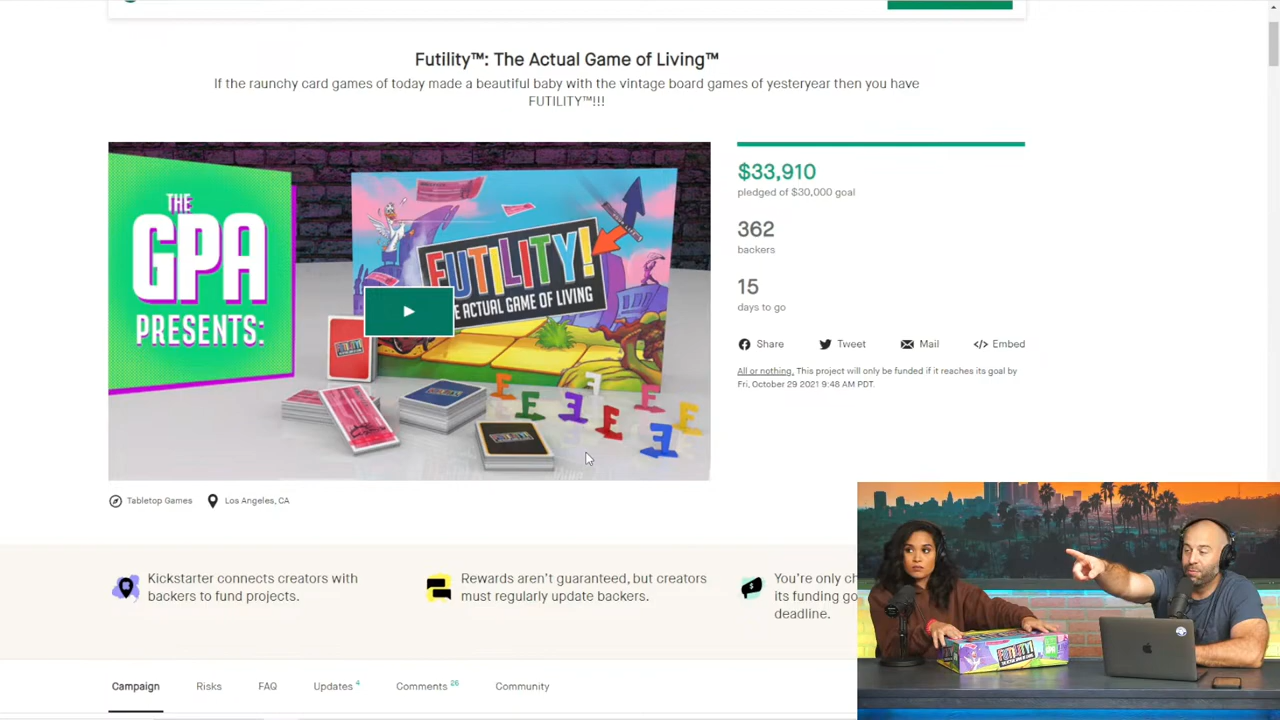 Futility™: The Actual Game of Living™
If the raunchy card games of today made a beautiful baby with the vintage board games of yesteryear then you have
FUTILITY™!!!
THE
GPA
PRESENTS:
FUTILITY!
THE ACTUAL GAME OF LIVING
$33,910
pledged of $30,000 goal
362
backers
15
days to go
Share Tweet Mail </> Embed
All or nothing. This project will only be funded if it reaches its goal by
Fri, October 29 2021 9:48 AM PDT.
Tabletop Games Los Angeles, CA
Kickstarter connects creators with
backers to fund projects.
Rewards aren't guaranteed, but creators
must regularly update backers.
You're only ch
its funding go
deadline.
FUTILITY!
Campaign Risks FAQ Updates 4 Comments 26 Community